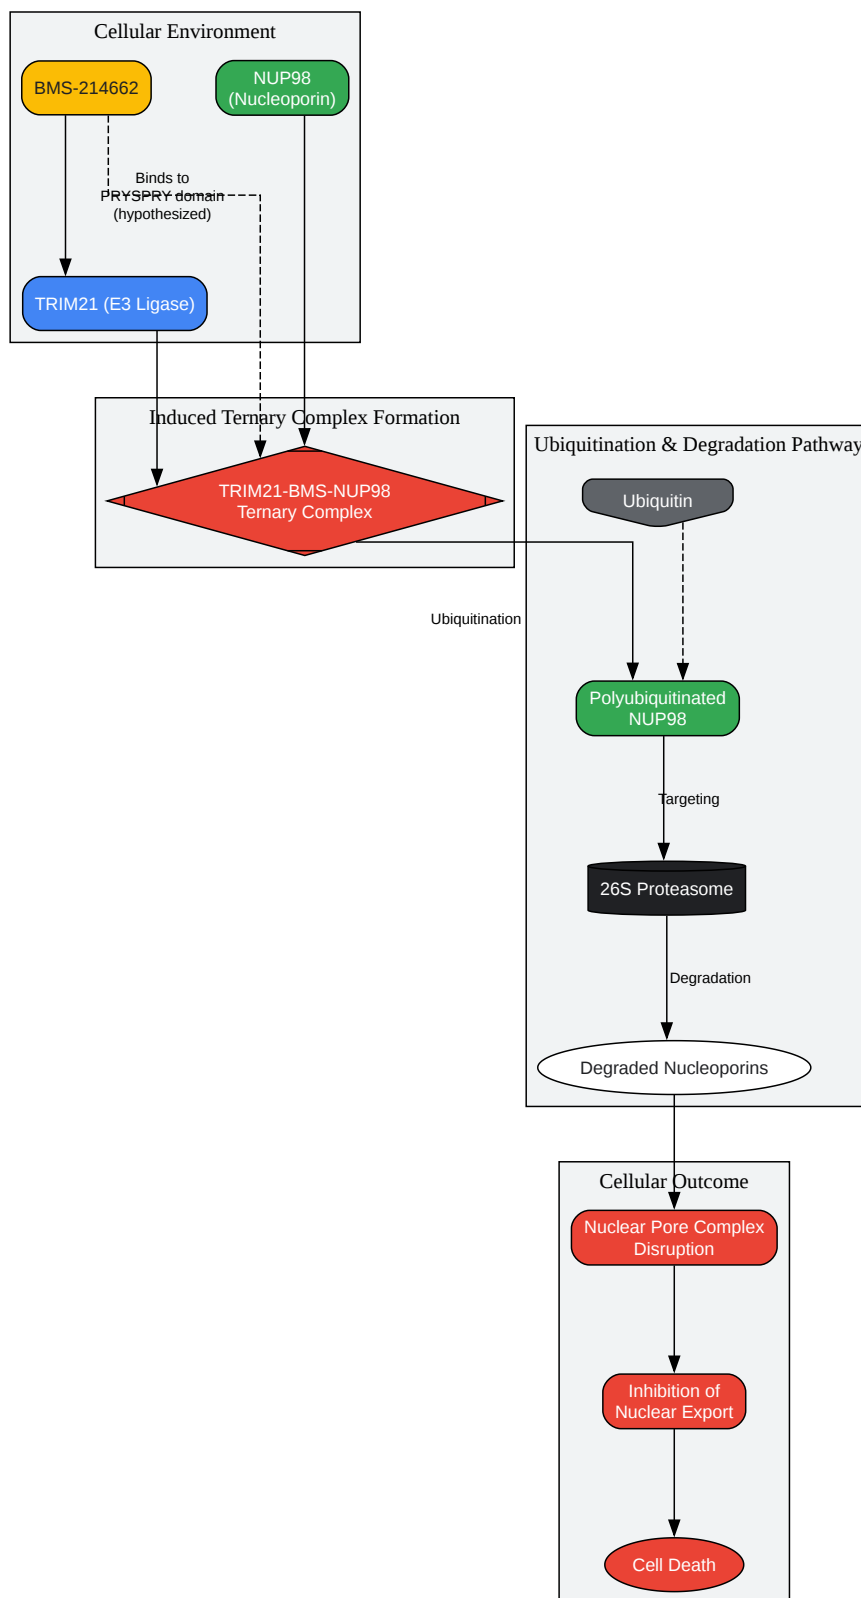 Cellular Environment
BMS-214662
NUP98
(Nucleoporin)
Binds to
PRYSPRY domain
(hypothesized)
TRIM21 (E3 Ligase)
Induced Ternary Complex Formation
TRIM21-BMS-NUP98
Ternary Complex
Ubiquitination & Degradation Pathway
Ubiquitin
Ubiquitination
Polyubiquitinated
NUP98
Targeting
26S Proteasome
Degradation
Degraded Nucleoporins
Cellular Outcome
Nuclear Pore Complex
Disruption
Inhibition of
Nuclear Export
Cell Death